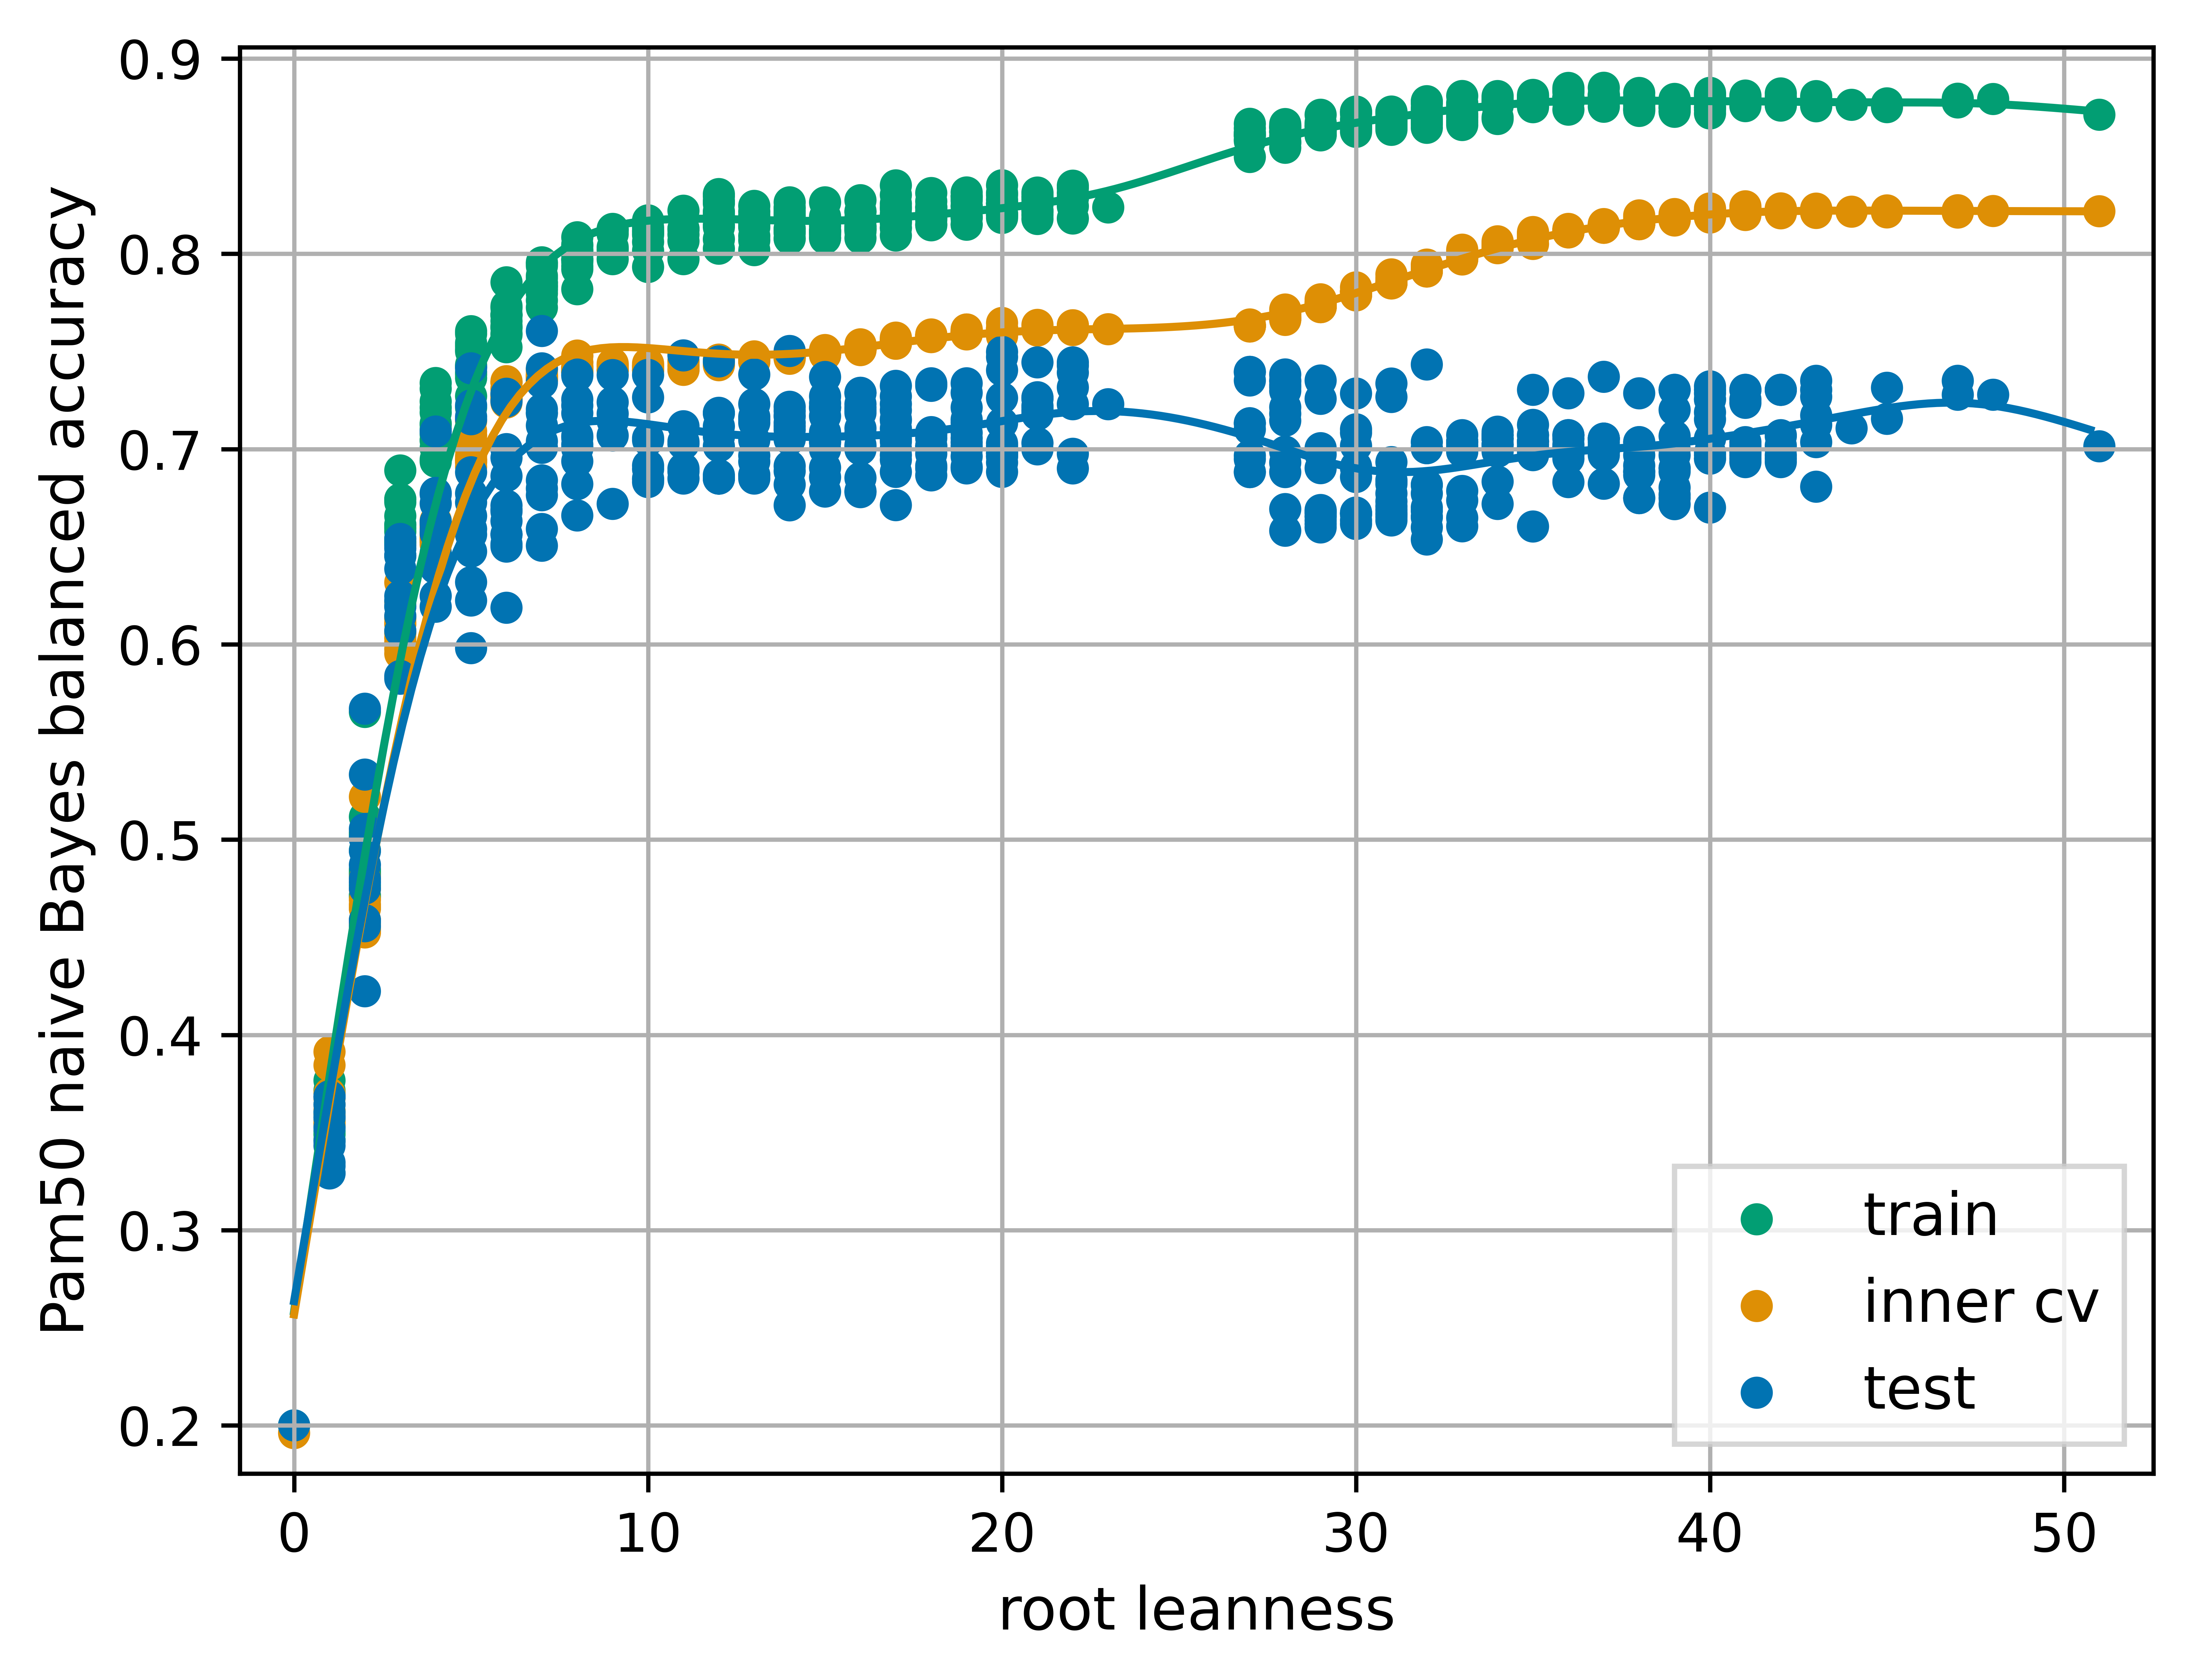 Pam50 naive Bayes balanced accuracy
0.9
0.8
0.7
0.6
0.5
0.4
0.3
0.2
train
inner cv
test
0 10 20 30 40 50
root leanness